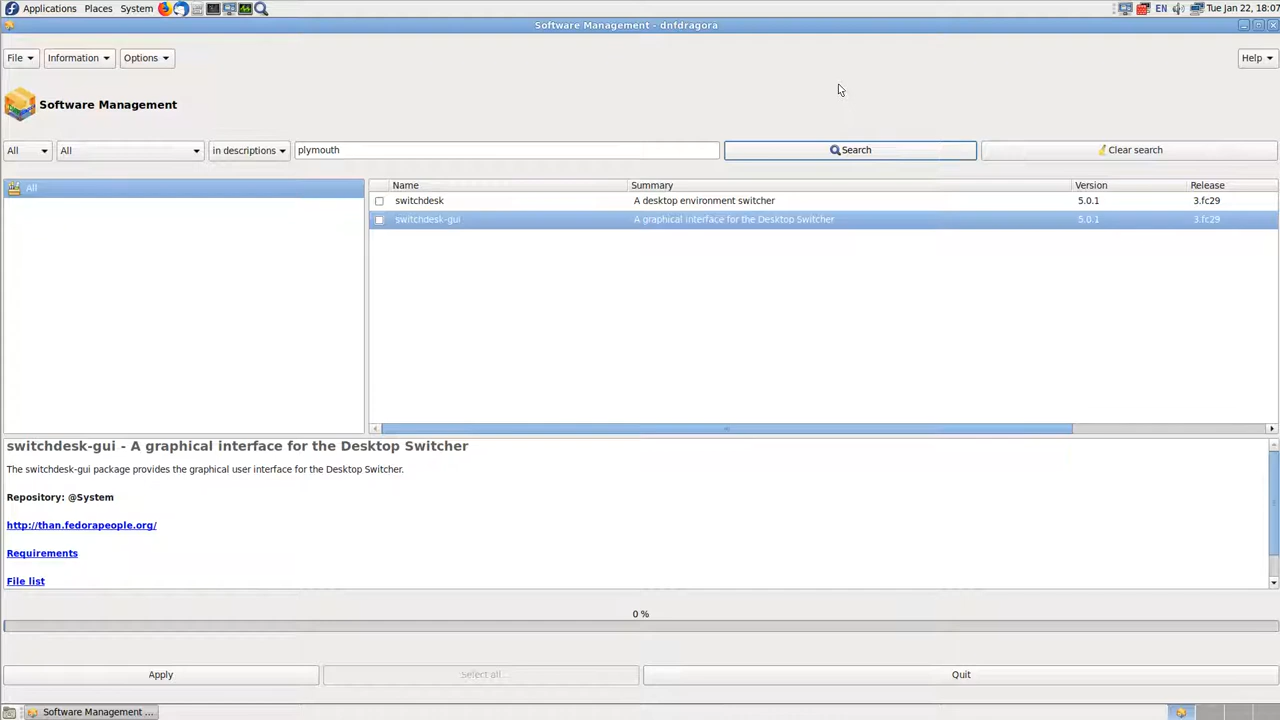 Applications Places System EN Tue Jan 22, 18:07
Software Management - dnfdragora
File Information Options Help
Software Management
All All in descriptions plymouth Search Clear search
All
Name Summary Version Release
switchdesk A desktop environment switcher 5.0.1 3.fc29
switchdesk-gui A graphical interface for the Desktop Switcher 5.0.1 3.fc29
switchdesk-gui - A graphical interface for the Desktop Switcher
The switchdesk-gui package provides the graphical user interface for the Desktop Switcher.
Repository: @System
http://than.fedorapeople.org/
Requirements
File list
0 %
Apply Select all... Quit
Software Management ...